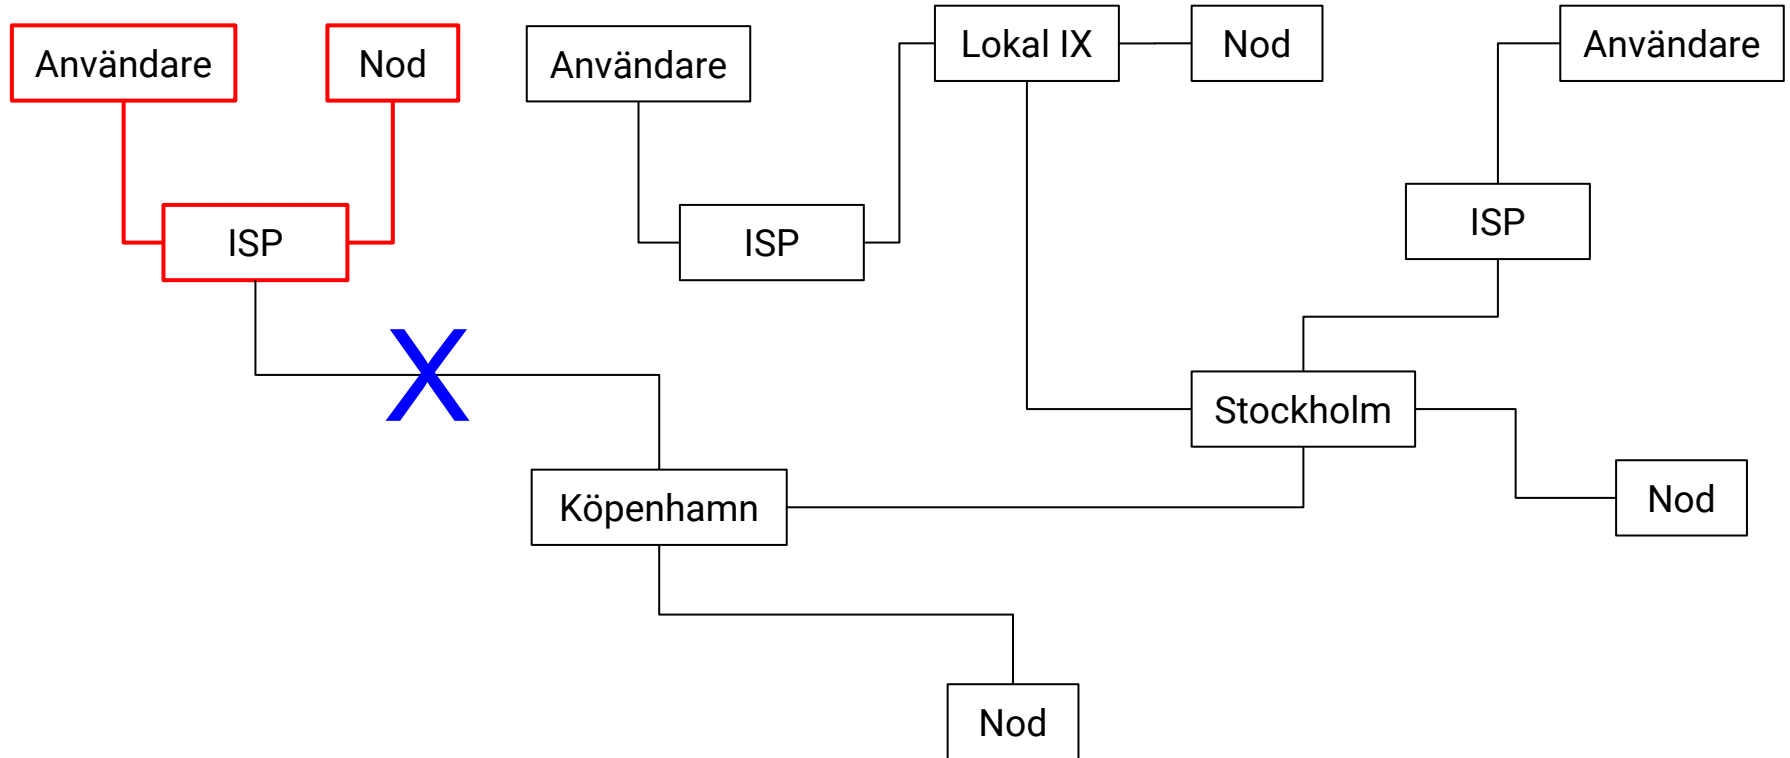 Användare
Nod
Användare
Lokal IX
Nod
Användare
ISP
ISP
ISP
X
Stockholm
Köpenhamn
Nod
Nod